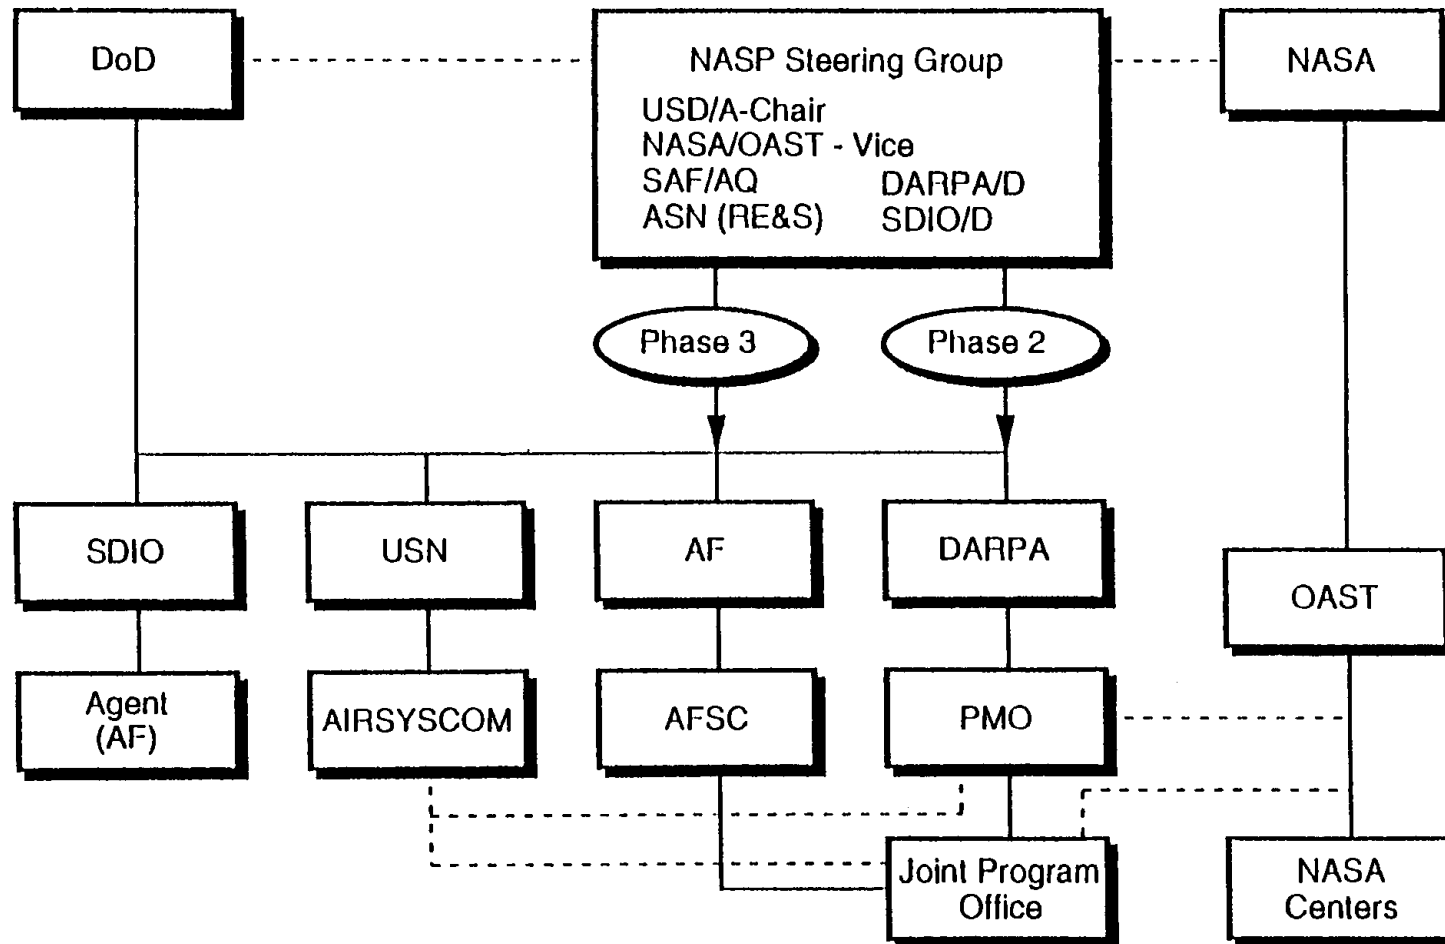 DoD
NASP Steering Group
NASA
USD/A-Chair
NASA/OAST - Vice
SAF/AQ DARPA/D
ASN (RE&S) SDIO/D
Phase 3
Phase 2
SDIO
USN
AF
DARPA
OAST
Agent
(AF)
AIRSYSCOM
AFSC
PMO
Joint Program
Office
NASA
Centers